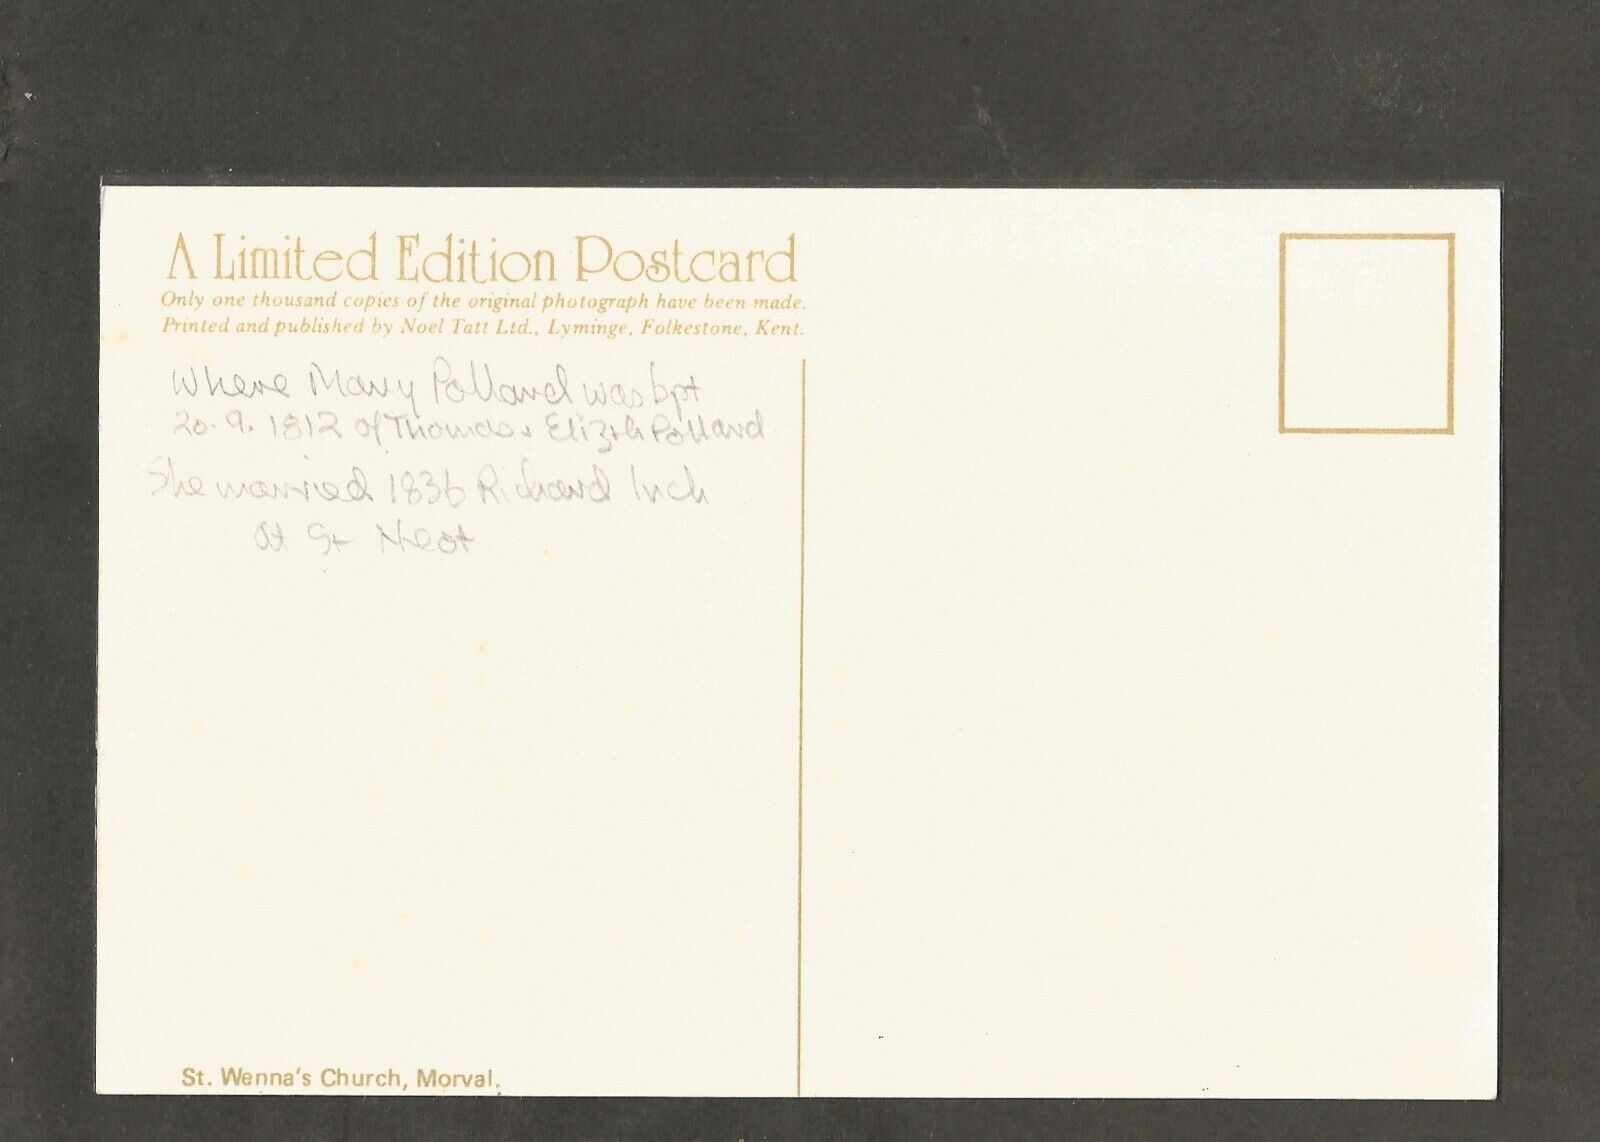 A Limited Edition Postcard
Only one thousand copies of the original photograph have been made.
Printed and published by Noel Tatt Ltd., Lyminge, Folkestone, Kent.
Where Mary Pollard was bpt
20.9.1812 of Thomas + Elizth Pollard
She married 1836 Richard Inch
at St Neot
St. Wenna's Church, Morval.